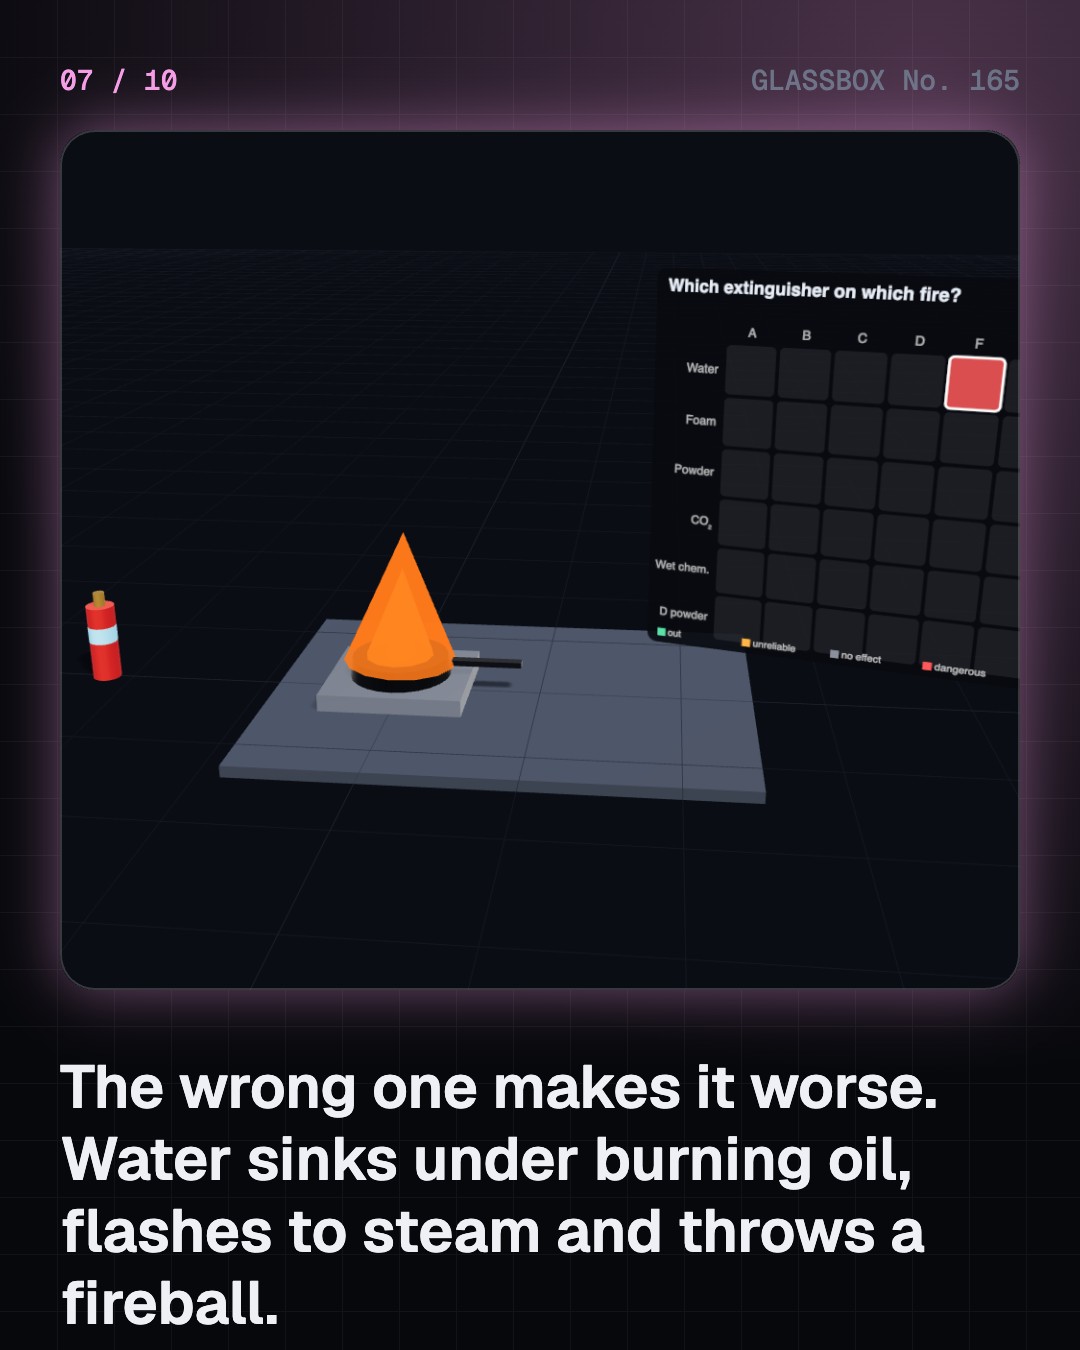 07 / 10
GLASSBOX No. 165
Which extinguisher on which fire?
A B C D F
Water
Foam
Powder
CO₂
Wet chem.
D powder
out
unreliable
no effect
dangerous
The wrong one makes it worse.
Water sinks under burning oil,
flashes to steam and throws a
fireball.